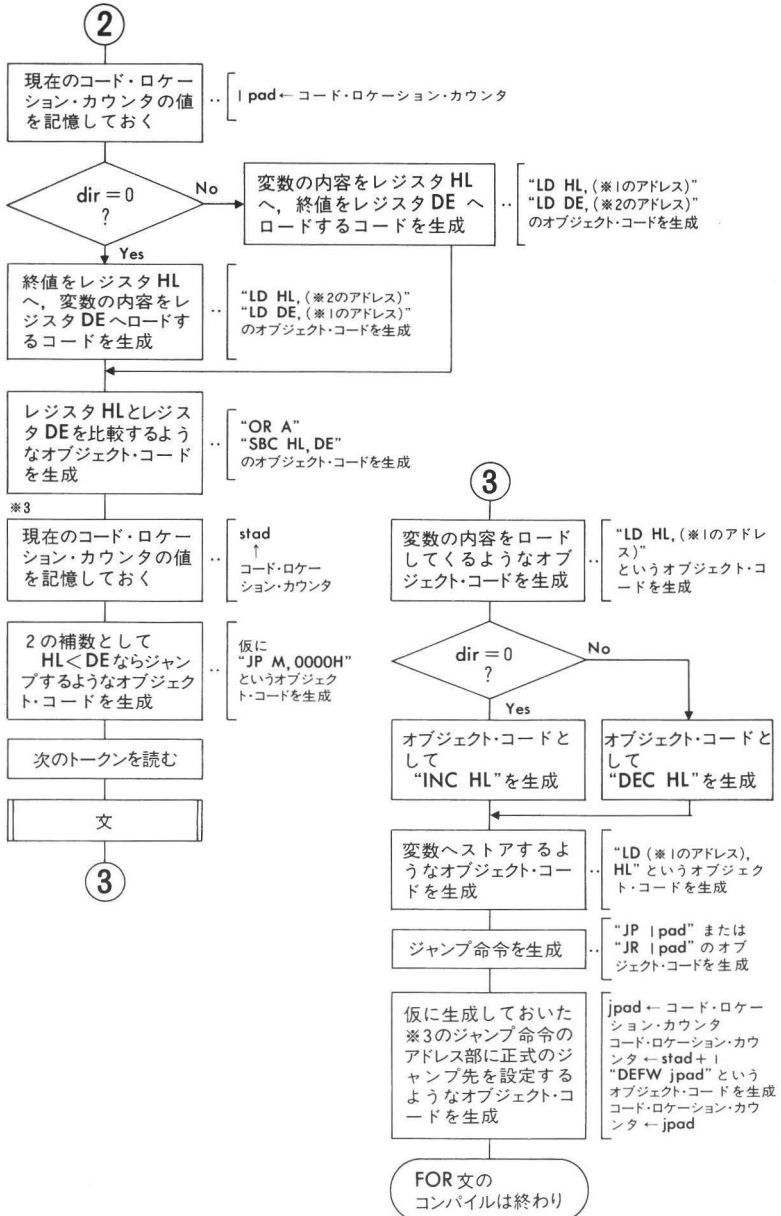 ②
現在のコード・ロケー
ション・カウンタの値
を記憶しておく
‥
lpad←コード・ロケーション・カウンタ
dir=0
?
No
Yes
変数の内容をレジスタHL
へ,終値をレジスタDE へ
ロードするコードを生成
‥
“LD HL,(※1のアドレス)”
“LD DE,(※2のアドレス)”
のオブジェクト・コードを生成
終値をレジスタHL
へ,変数の内容をレ
ジスタDEへロードす
るコードを生成
‥
“LD HL,(※2のアドレス)”
“LD DE,(※1のアドレス)”
のオブジェクト・コードを生成
レジスタHLとレジス
タDEを比較するよう
なオブジェクト・コード
を生成
‥
“OR A”
“SBC HL,DE”
のオブジェクト・コードを生成
※3
現在のコード・ロケー
ション・カウンタの値
を記憶しておく
‥
stad
↑
コード・ロケー
ション・カウンタ
2の補数として
HL<DEならジャン
プするようなオブジェク
ト・コードを生成
‥
仮に
“JP M,0000H”
というオブジェク
ト・コードを生成
次のトークンを読む
文
③
③
変数の内容をロード
してくるようなオブ
ジェクト・コードを生成
‥
“LD HL,(※1のアドレ
ス)”
というオブジェクト・コ
ードを生成
dir=0
?
No
Yes
オブジェクト・コードと
して
“INC HL”を生成
オブジェクト・コードと
して
“DEC HL”を生成
変数へストアするよ
うなオブジェクト・コー
ドを生成
‥
“LD (※1のアドレス),
HL”というオブジェク
ト・コードを生成
ジャンプ命令を生成
‥
“JP lpad”または
“JR lpad”のオブ
ジェクト・コードを生成
仮に生成しておいた
※3のジャンプ命令の
アドレス部に正式のジ
ャンプ先を設定する
ようなオブジェクト・コ
ードを生成
jpad←コード・ロケー
ション・カウンタ
コード・ロケーション・カウ
ンタ←stad+1
“DEFW jpad”という
オブジェクト・コードを生成
コード・ロケーション・カウ
ンタ←jpad
FOR文の
コンパイルは終わり